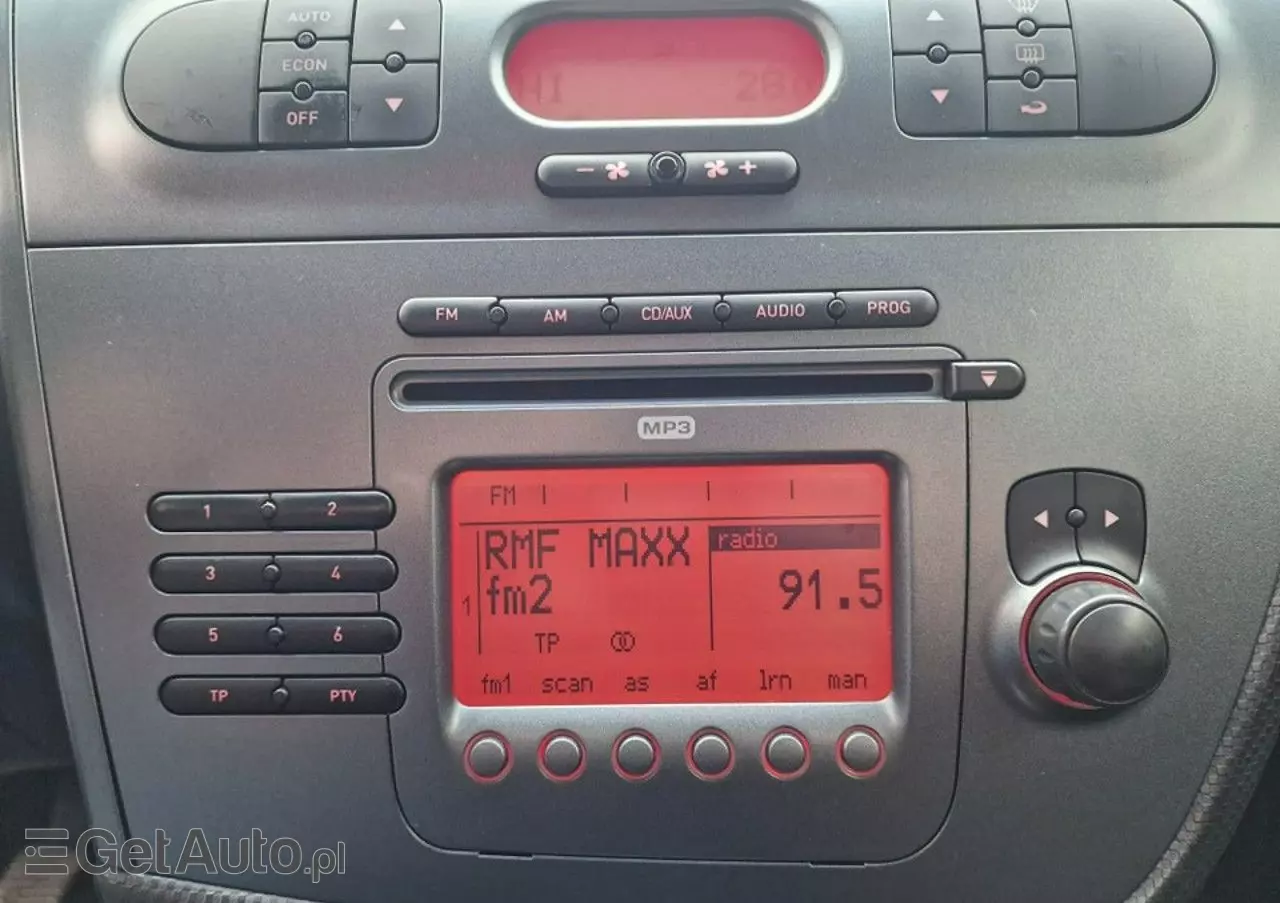 AUTO
ECON
OFF
HI
FM AM CD/AUX AUDIO PROG
MP3
1 2
3 4
5 6
TP PTY
FM
RMF MAXX radio
1 fm2 91.5
TP
fm1 scan as af lrn man
GetAuto.pl